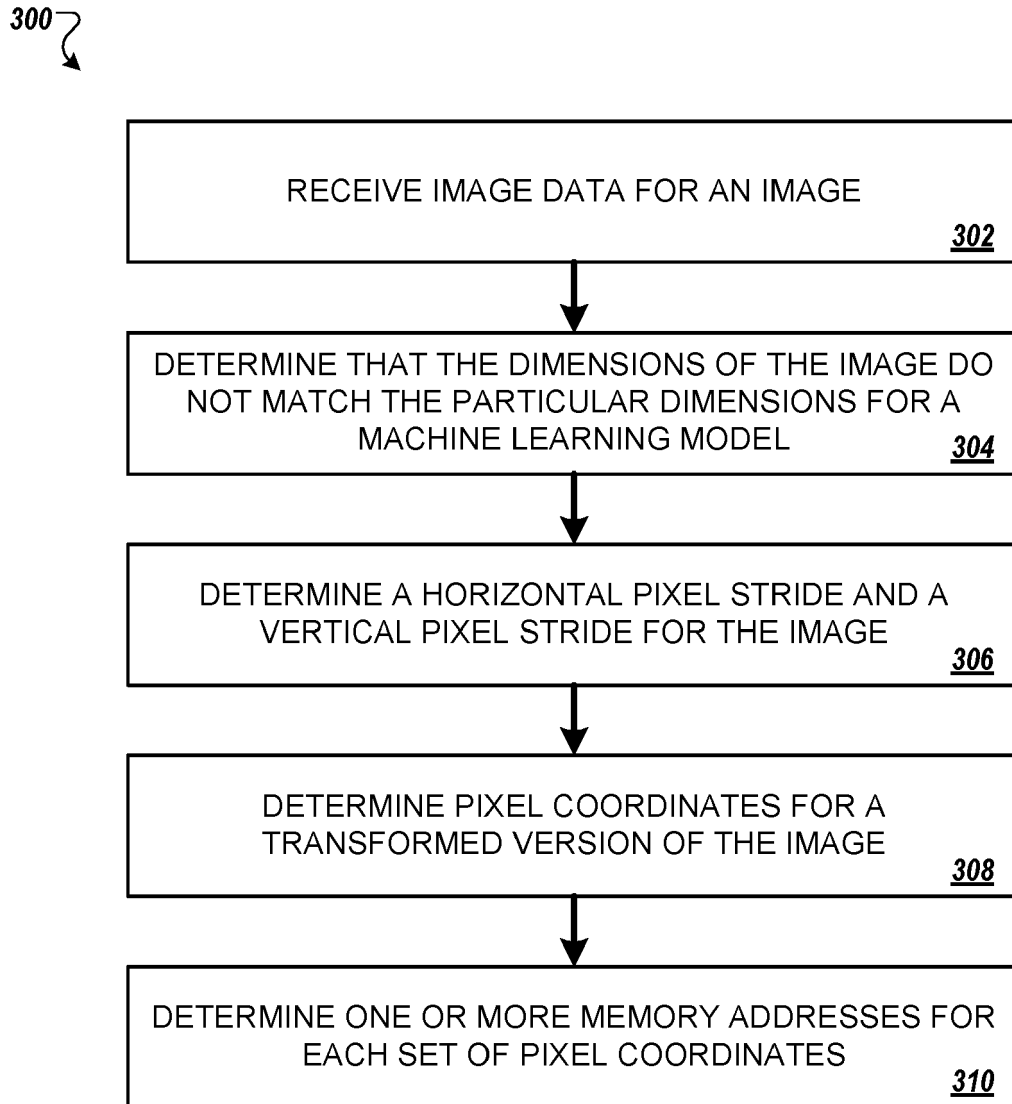 300
RECEIVE IMAGE DATA FOR AN IMAGE
302
DETERMINE THAT THE DIMENSIONS OF THE IMAGE DO
NOT MATCH THE PARTICULAR DIMENSIONS FOR A
MACHINE LEARNING MODEL
304
DETERMINE A HORIZONTAL PIXEL STRIDE AND A
VERTICAL PIXEL STRIDE FOR THE IMAGE
306
DETERMINE PIXEL COORDINATES FOR A
TRANSFORMED VERSION OF THE IMAGE
308
DETERMINE ONE OR MORE MEMORY ADDRESSES FOR
EACH SET OF PIXEL COORDINATES
310